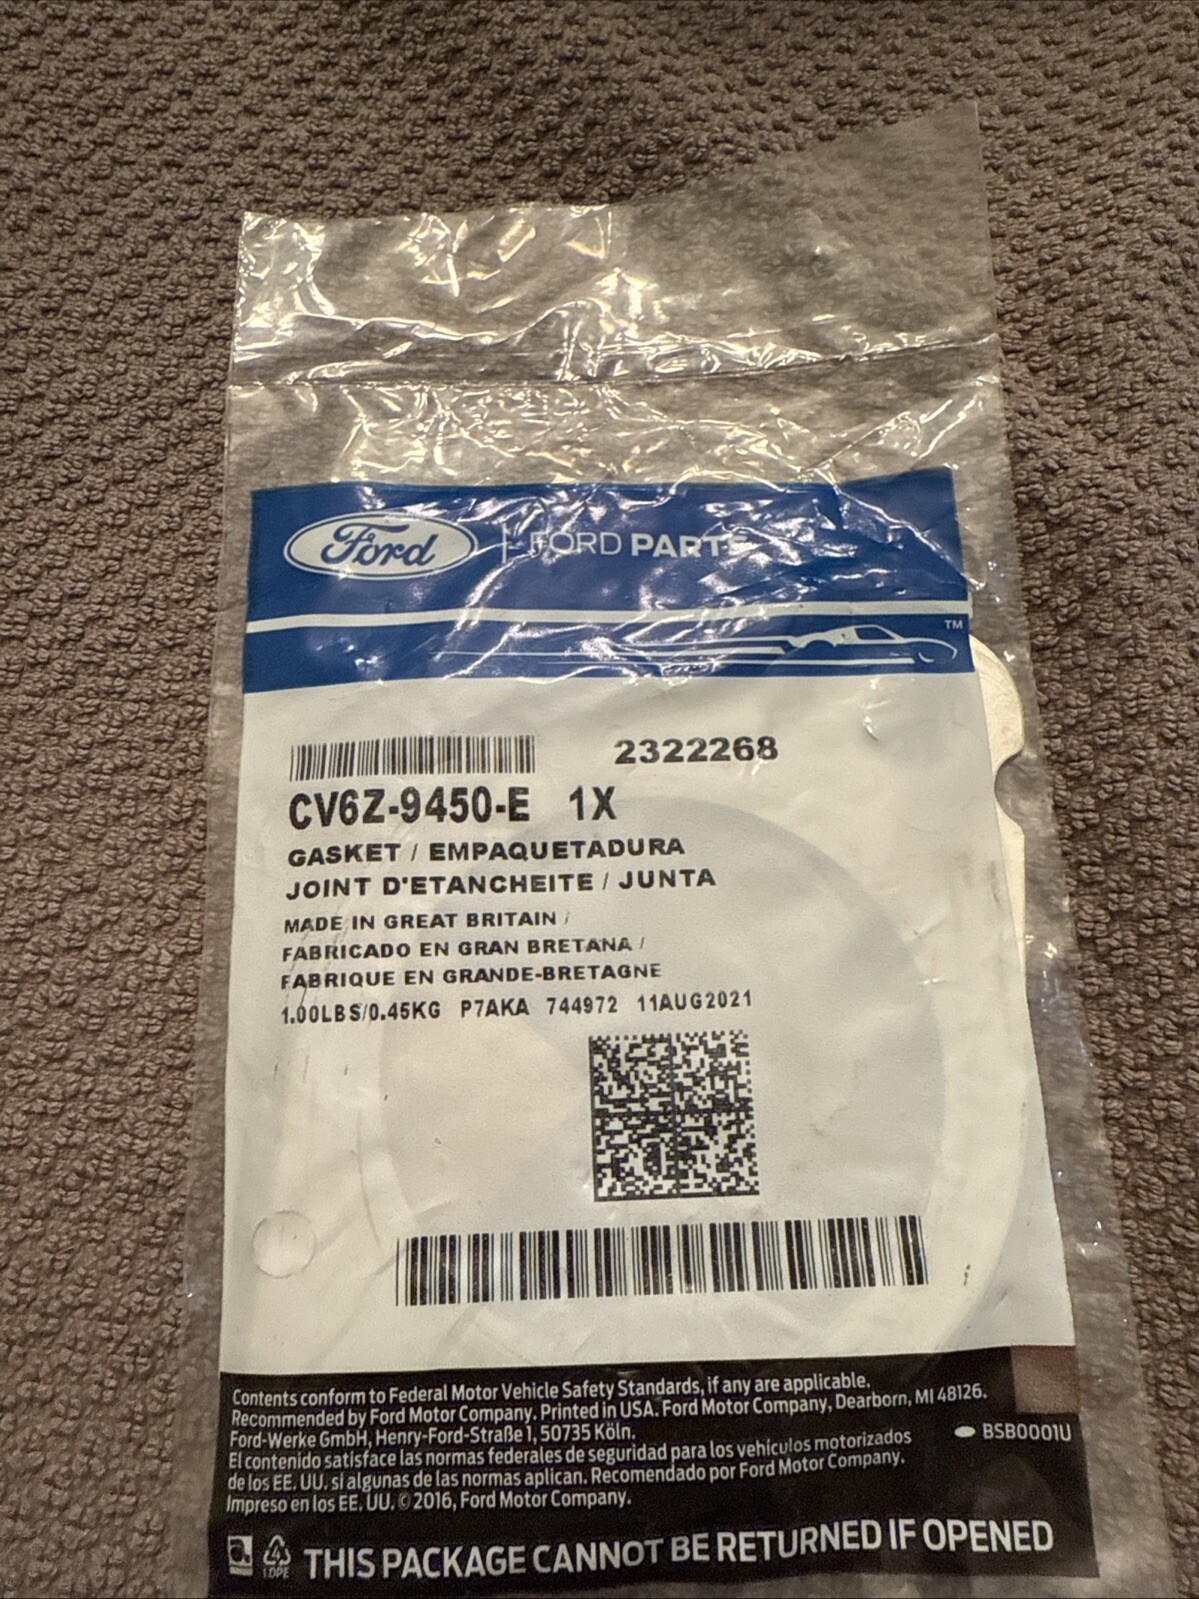 Ford FORD PARTS
TM
2322268
CV6Z-9450-E 1X
GASKET / EMPAQUETADURA
JOINT D'ETANCHEITE / JUNTA
MADE IN GREAT BRITAIN /
FABRICADO EN GRAN BRETANA /
FABRIQUE EN GRANDE-BRETAGNE
1.00LBS/0.45KG P7AKA 744972 11AUG2021
Contents conform to Federal Motor Vehicle Safety Standards, if any are applicable.
Recommended by Ford Motor Company. Printed in USA. Ford Motor Company, Dearborn, MI 48126.
Ford-Werke GmbH, Henry-Ford-Straße 1, 50735 Köln.
BSB0001U
El contenido satisface las normas federales de seguridad para los vehículos motorizados
de los EE. UU. si algunas de las normas aplican. Recomendado por Ford Motor Company.
Impreso en los EE. UU. © 2016, Ford Motor Company.
4
LDPE
THIS PACKAGE CANNOT BE RETURNED IF OPENED